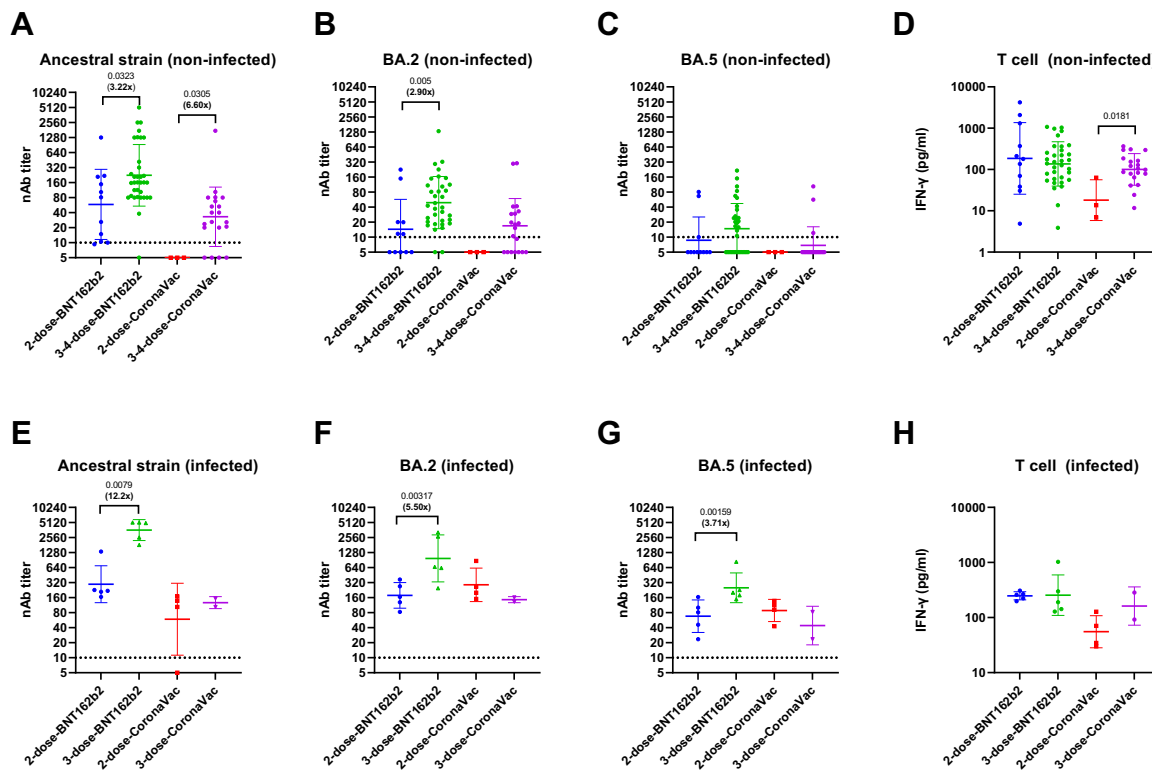 A
B
C
D
Ancestral strain (non-infected)
BA.2 (non-infected)
BA.5 (non-infected)
T cell (non-infected)
0.0323
(3.22x)
0.0305
(6.60x)
nAb titer
10240
5120
2560
1280
640
320
160
80
40
20
10
5
2-dose-BNT162b2
3-4-dose-BNT162b2
2-dose-CoronaVac
3-4-dose-CoronaVac
0.005
(2.90x)
nAb titer
10240
5120
2560
1280
640
320
160
80
40
20
10
5
2-dose-BNT162b2
3-4-dose-BNT162b2
2-dose-CoronaVac
3-4-dose-CoronaVac
nAb titer
10240
5120
2560
1280
640
320
160
80
40
20
10
5
2-dose-BNT162b2
3-4-dose-BNT162b2
2-dose-CoronaVac
3-4-dose-CoronaVac
0.0181
IFN-γ (pg/ml)
10000
1000
100
10
1
2-dose-BNT162b2
3-4-dose-BNT162b2
2-dose-CoronaVac
3-4-dose-CoronaVac
E
F
G
H
Ancestral strain (infected)
BA.2 (infected)
BA.5 (infected)
T cell (infected)
0.0079
(12.2x)
nAb titer
10240
5120
2560
1280
640
320
160
80
40
20
10
5
2-dose-BNT162b2
3-dose-BNT162b2
2-dose-CoronaVac
3-dose-CoronaVac
0.00317
(5.50x)
nAb titer
10240
5120
2560
1280
640
320
160
80
40
20
10
5
2-dose-BNT162b2
3-dose-BNT162b2
2-dose-CoronaVac
3-dose-CoronaVac
0.00159
(3.71x)
nAb titer
10240
5120
2560
1280
640
320
160
80
40
20
10
5
2-dose-BNT162b2
3-dose-BNT162b2
2-dose-CoronaVac
3-dose-CoronaVac
IFN-γ (pg/ml)
10000
1000
100
10
2-dose-BNT162b2
3-dose-BNT162b2
2-dose-CoronaVac
3-dose-CoronaVac